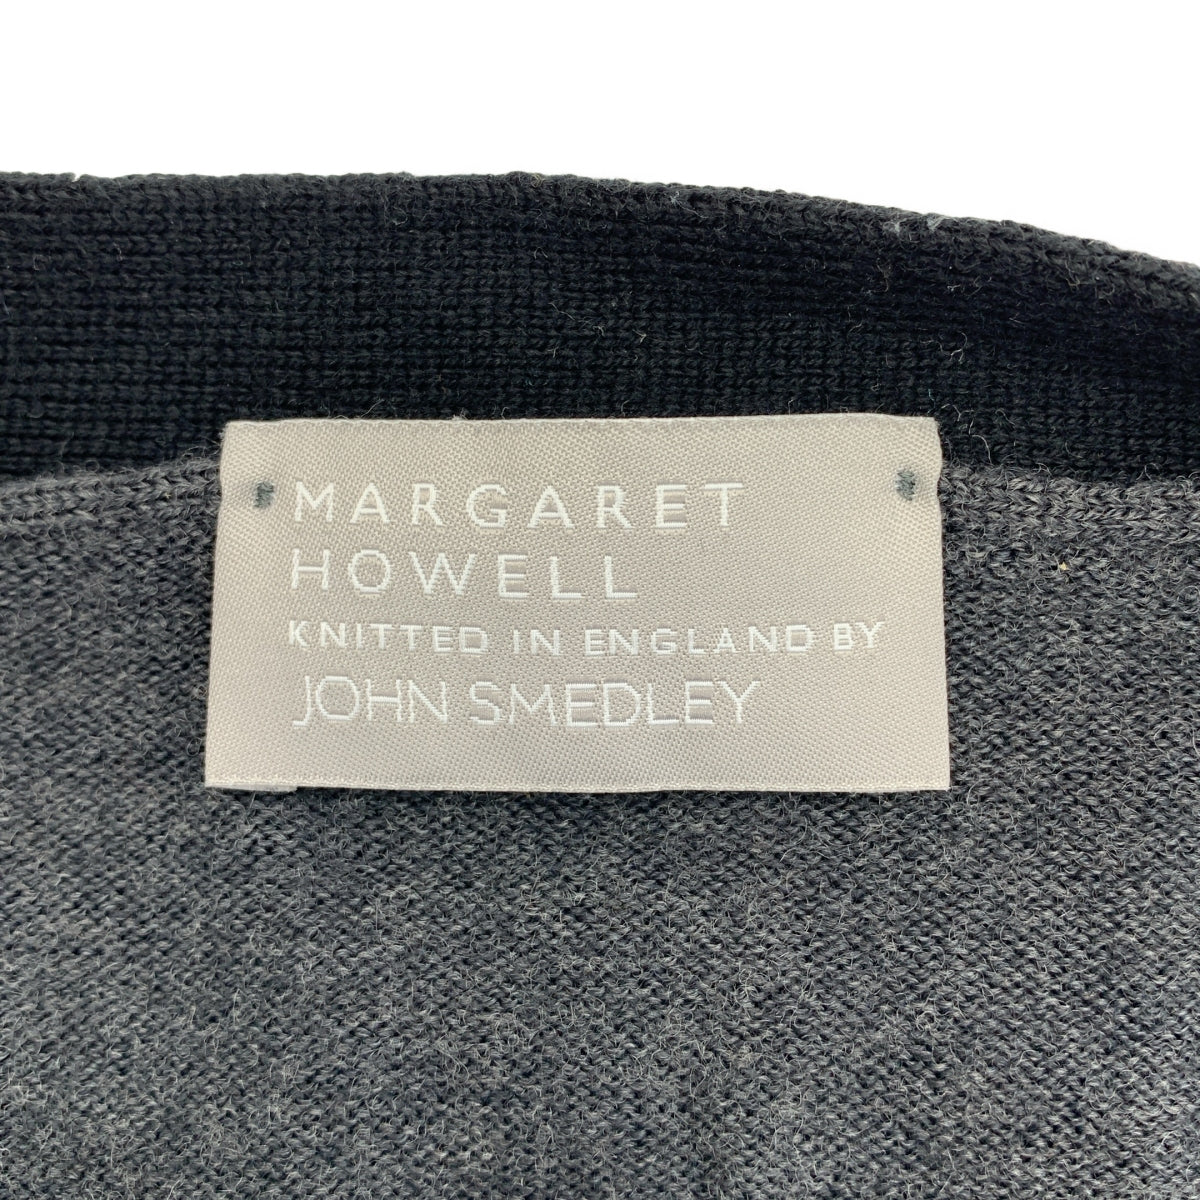 MARGARET
HOWELL
KNITTED IN ENGLAND BY
JOHN SMEDLEY